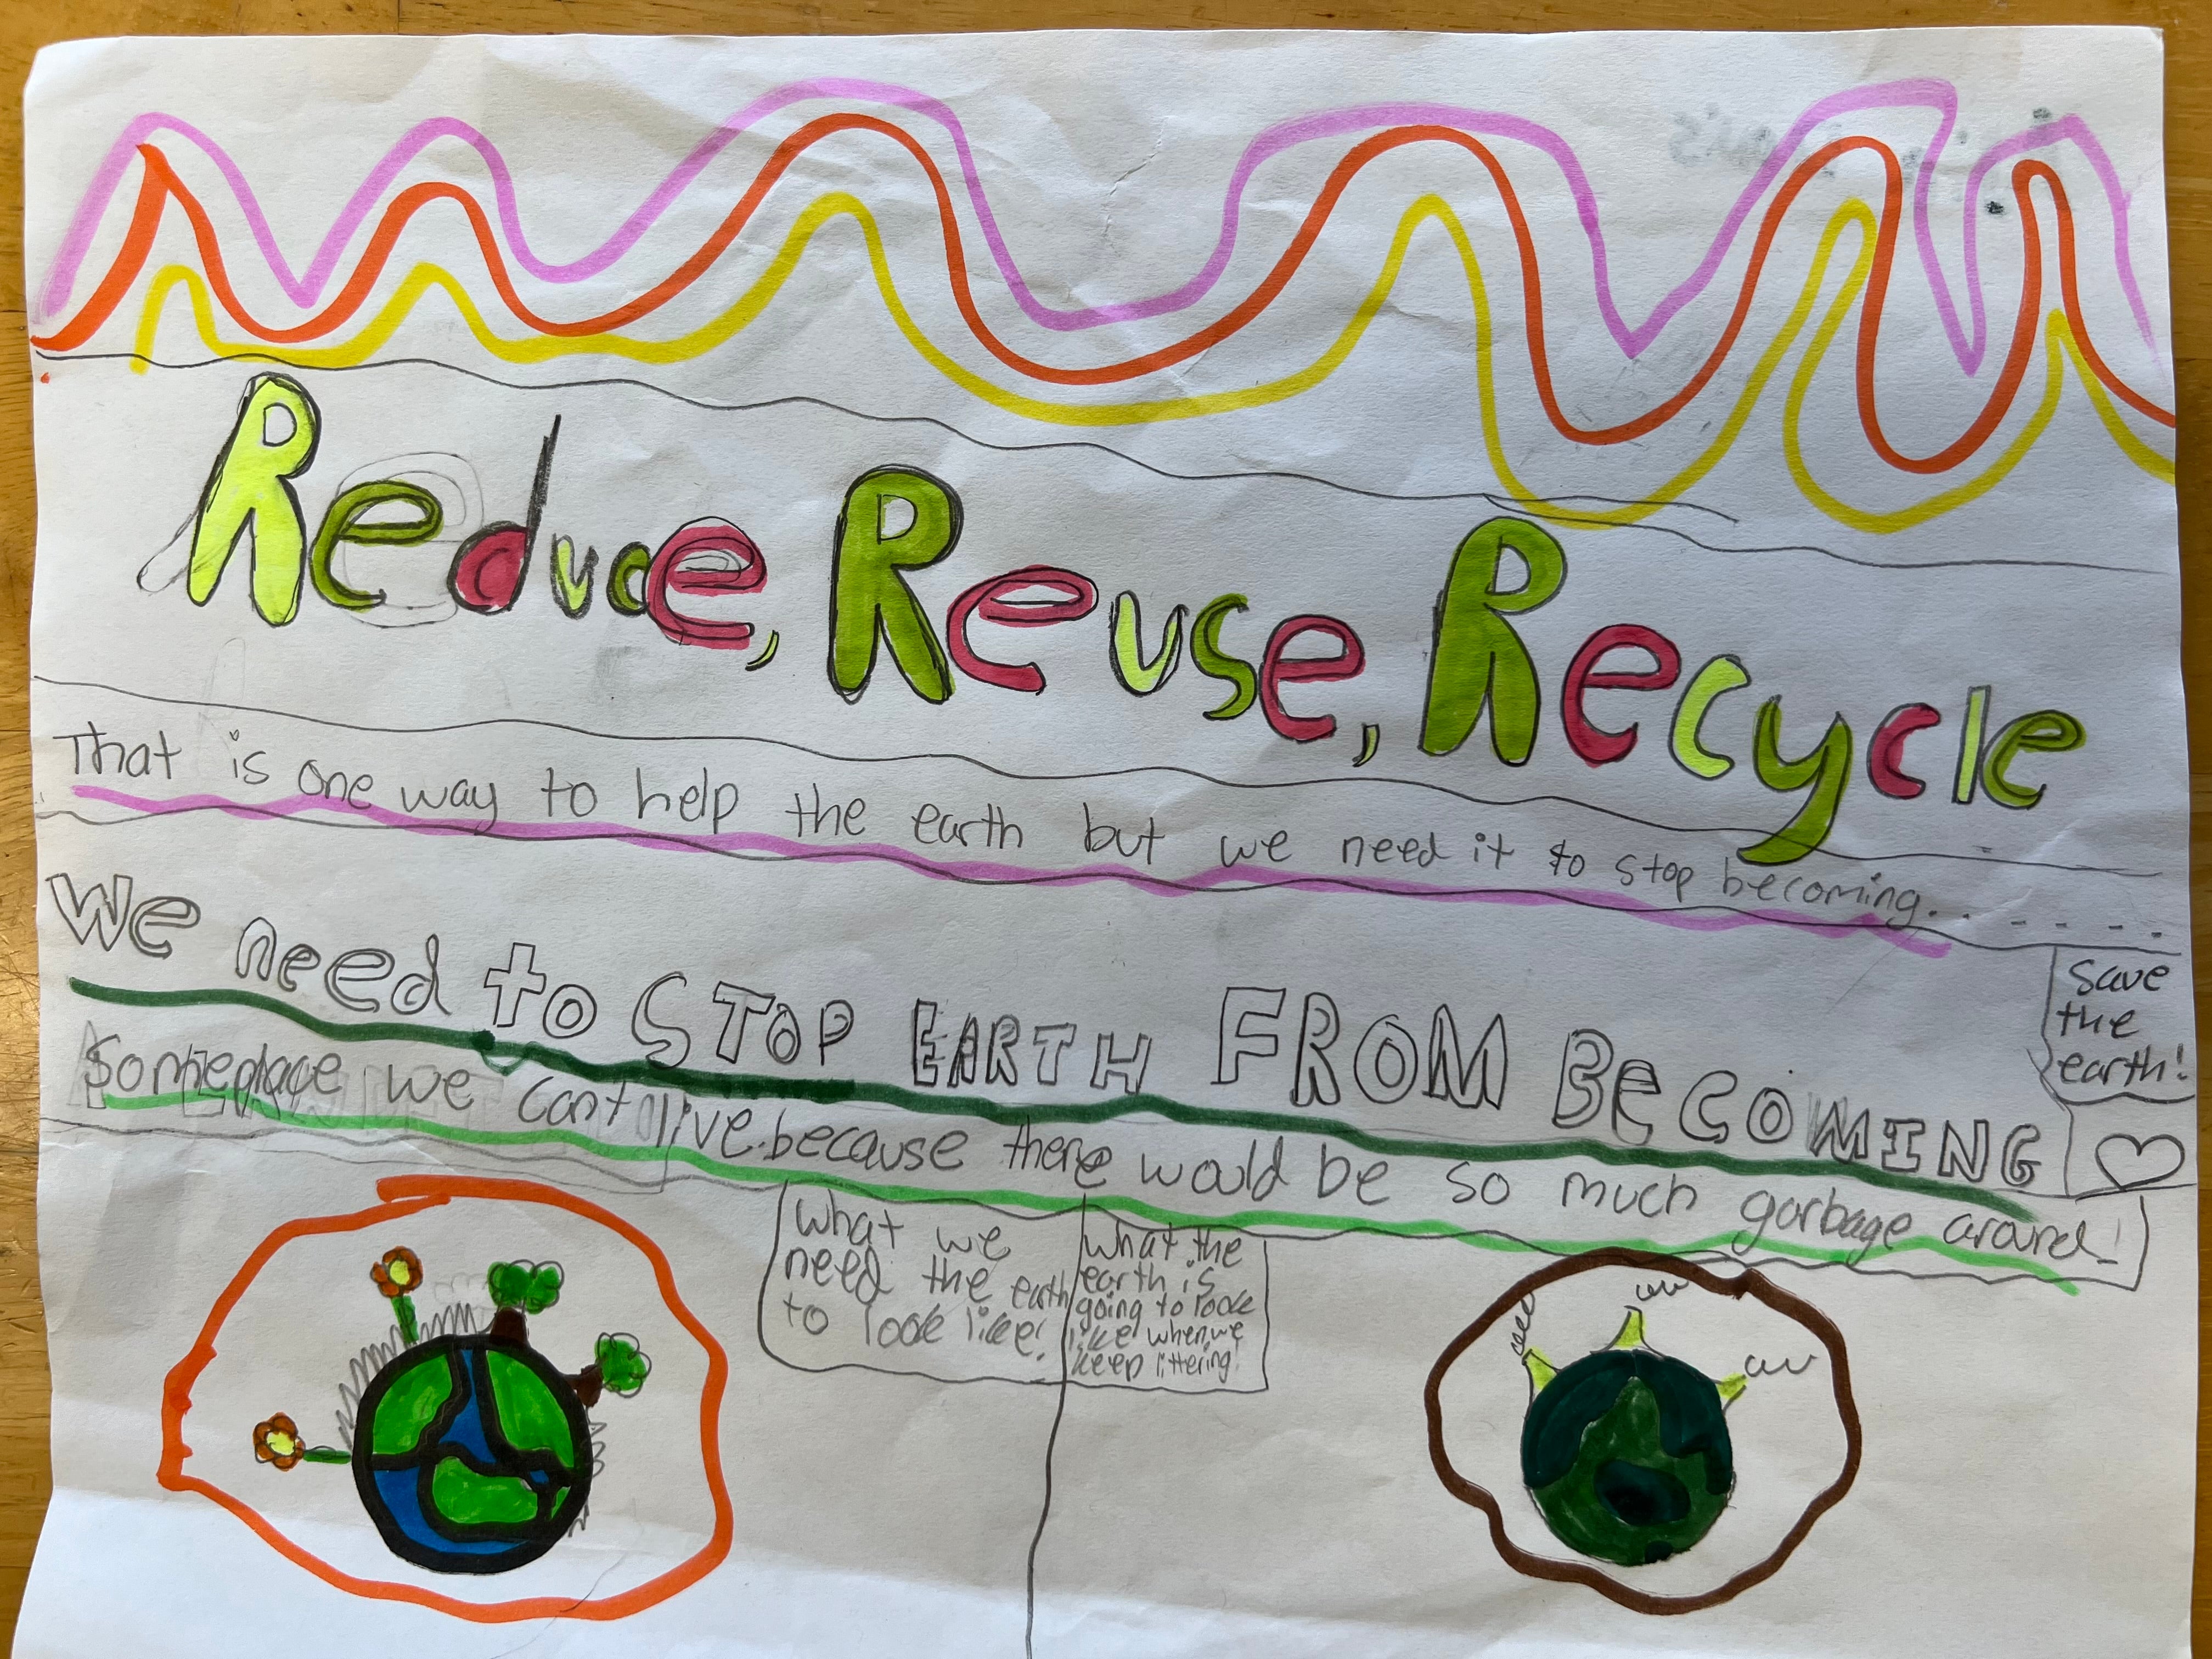 Reduce, Reuse, Recycle
That is one way to help the earth but we need it to stop becoming. . - - - - -
We need to STOP EARTH FROM BECOMING
Someplace we cant live.because there would be so much garbage around!
Save
the
earth!
What we
need the earth
to look like!
What the
earth is
going to look
like when we
keep littering!